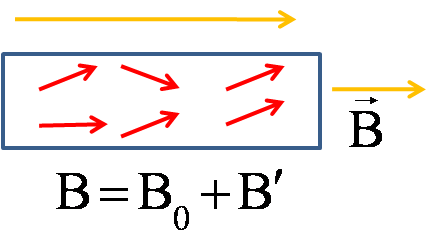 B⃗
B = B₀ + B′